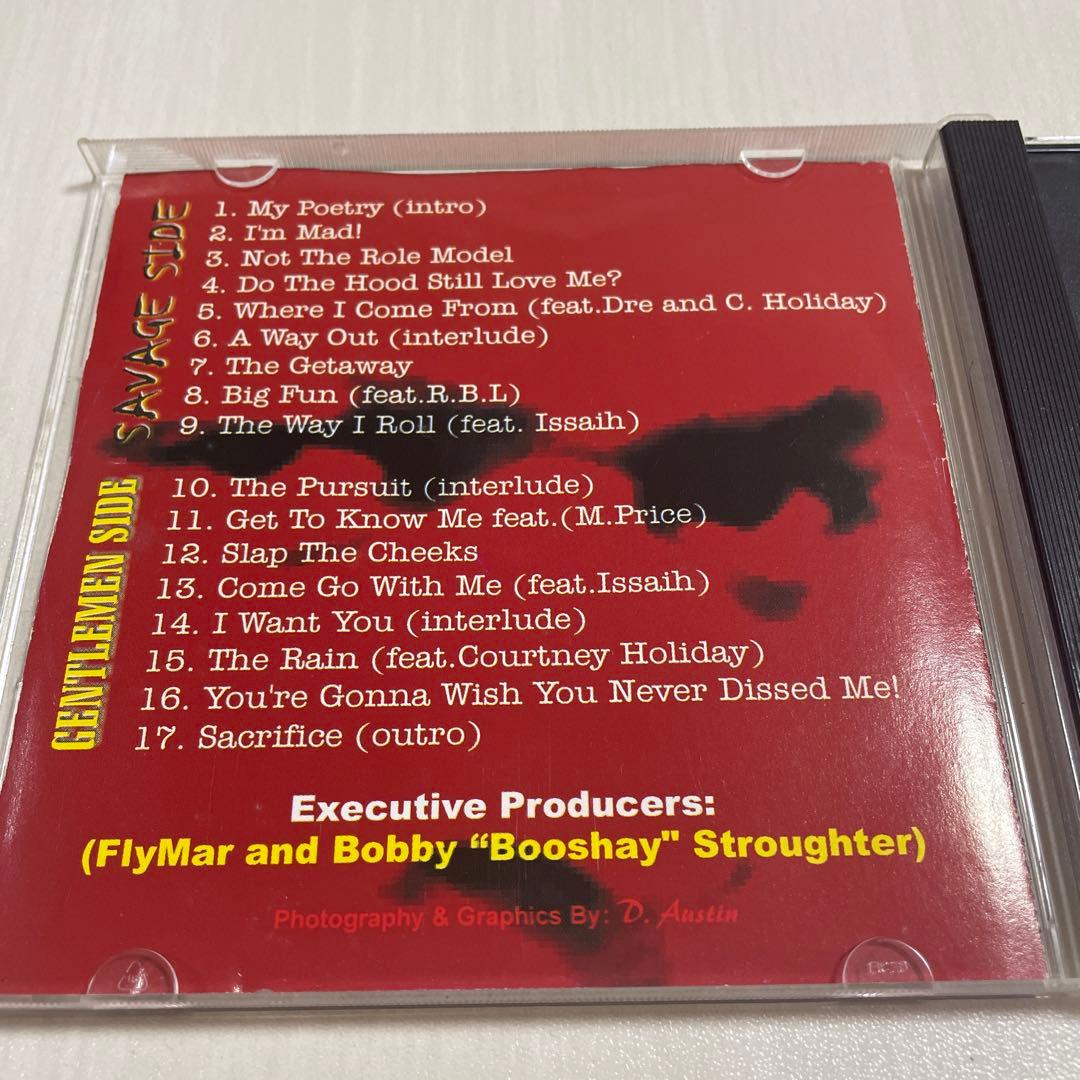 SAVAGE SIDE
1. My Poetry (intro)
2. I'm Mad!
3. Not The Role Model
4. Do The Hood Still Love Me?
5. Where I Come From (feat.Dre and C. Holiday)
6. A Way Out (interlude)
7. The Getaway
8. Big Fun (feat.R.B.L)
9. The Way I Roll (feat. Issaih)
GENTLEMEN SIDE
10. The Pursuit (interlude)
11. Get To Know Me feat.(M.Price)
12. Slap The Cheeks
13. Come Go With Me (feat.Issaih)
14. I Want You (interlude)
15. The Rain (feat.Courtney Holiday)
16. You're Gonna Wish You Never Dissed Me!
17. Sacrifice (outro)
Executive Producers:
(FlyMar and Bobby “Booshay" Stroughter)
Photography & Graphics By: D. Austin